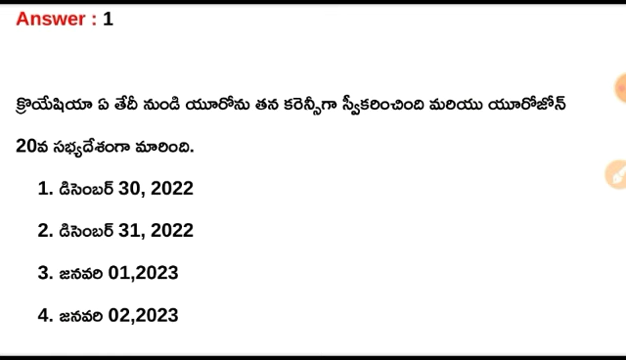 Answer : 1
క్రొయేషియా ఏ తేదీ నుండి యూరోను తన కరెన్సీగా స్వీకరించింది మరియు యూరోజోన్
20వ సభ్యదేశంగా మారింది.
1. డిసెంబర్ 30, 2022
2. డిసెంబర్ 31, 2022
3. జనవరి 01,2023
4. జనవరి 02,2023